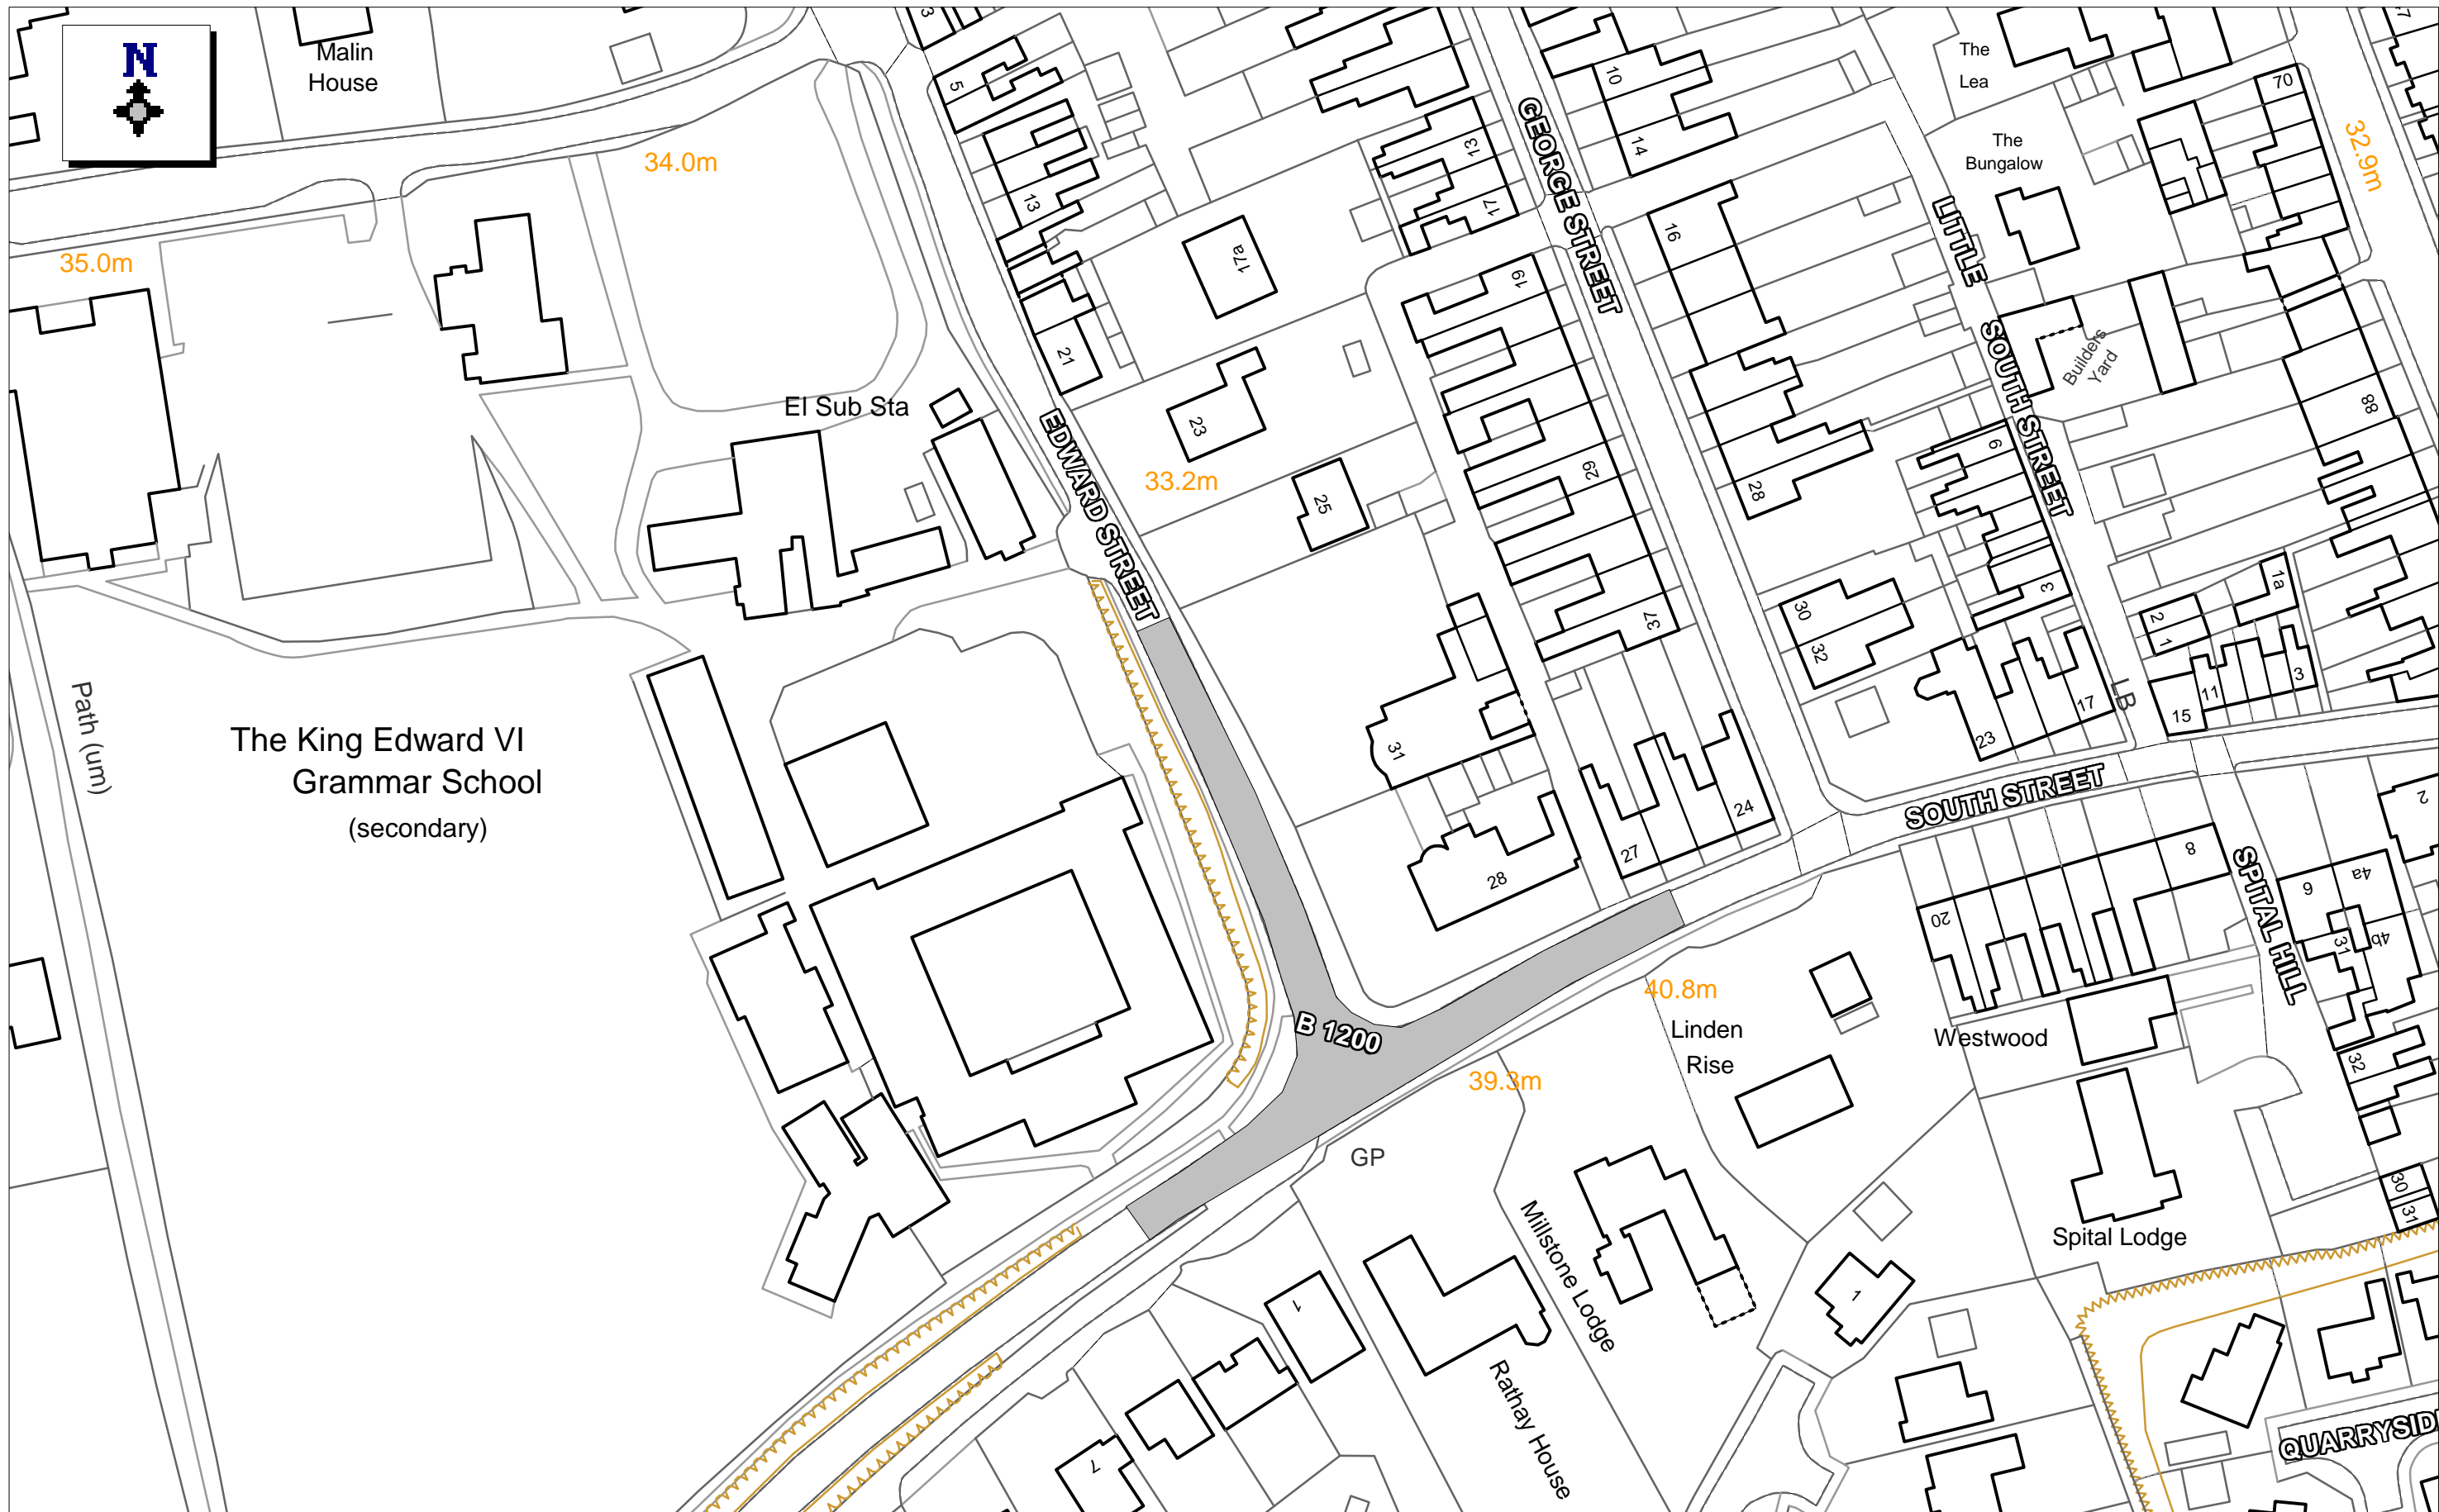 N
Malin
House
3
5
10
14
The
Lea
47
70
The
Bungalow
32.9m
34.0m
35.0m
13
13
17
GEORGE STREET
16
LITTLE
SOUTH STREET
17a
19
21
El Sub Sta
23
EDWARD STREET
33.2m
25
29
28
9
Builders
Yard
88
37
30
32
3
2
1
1a
3
11
15
LB
17
23
Path (um)
The King Edward VI
Grammar School
(secondary)
31
28
27
24
SOUTH STREET
2
8
20
SPITAL HILL
6
4a
4b
31
B 1200
40.8m
39.3m
Linden
Rise
Westwood
32
GP
30
31
Spital Lodge
Millstone Lodge
Rathay House
1
1
7
QUARRYSIDE